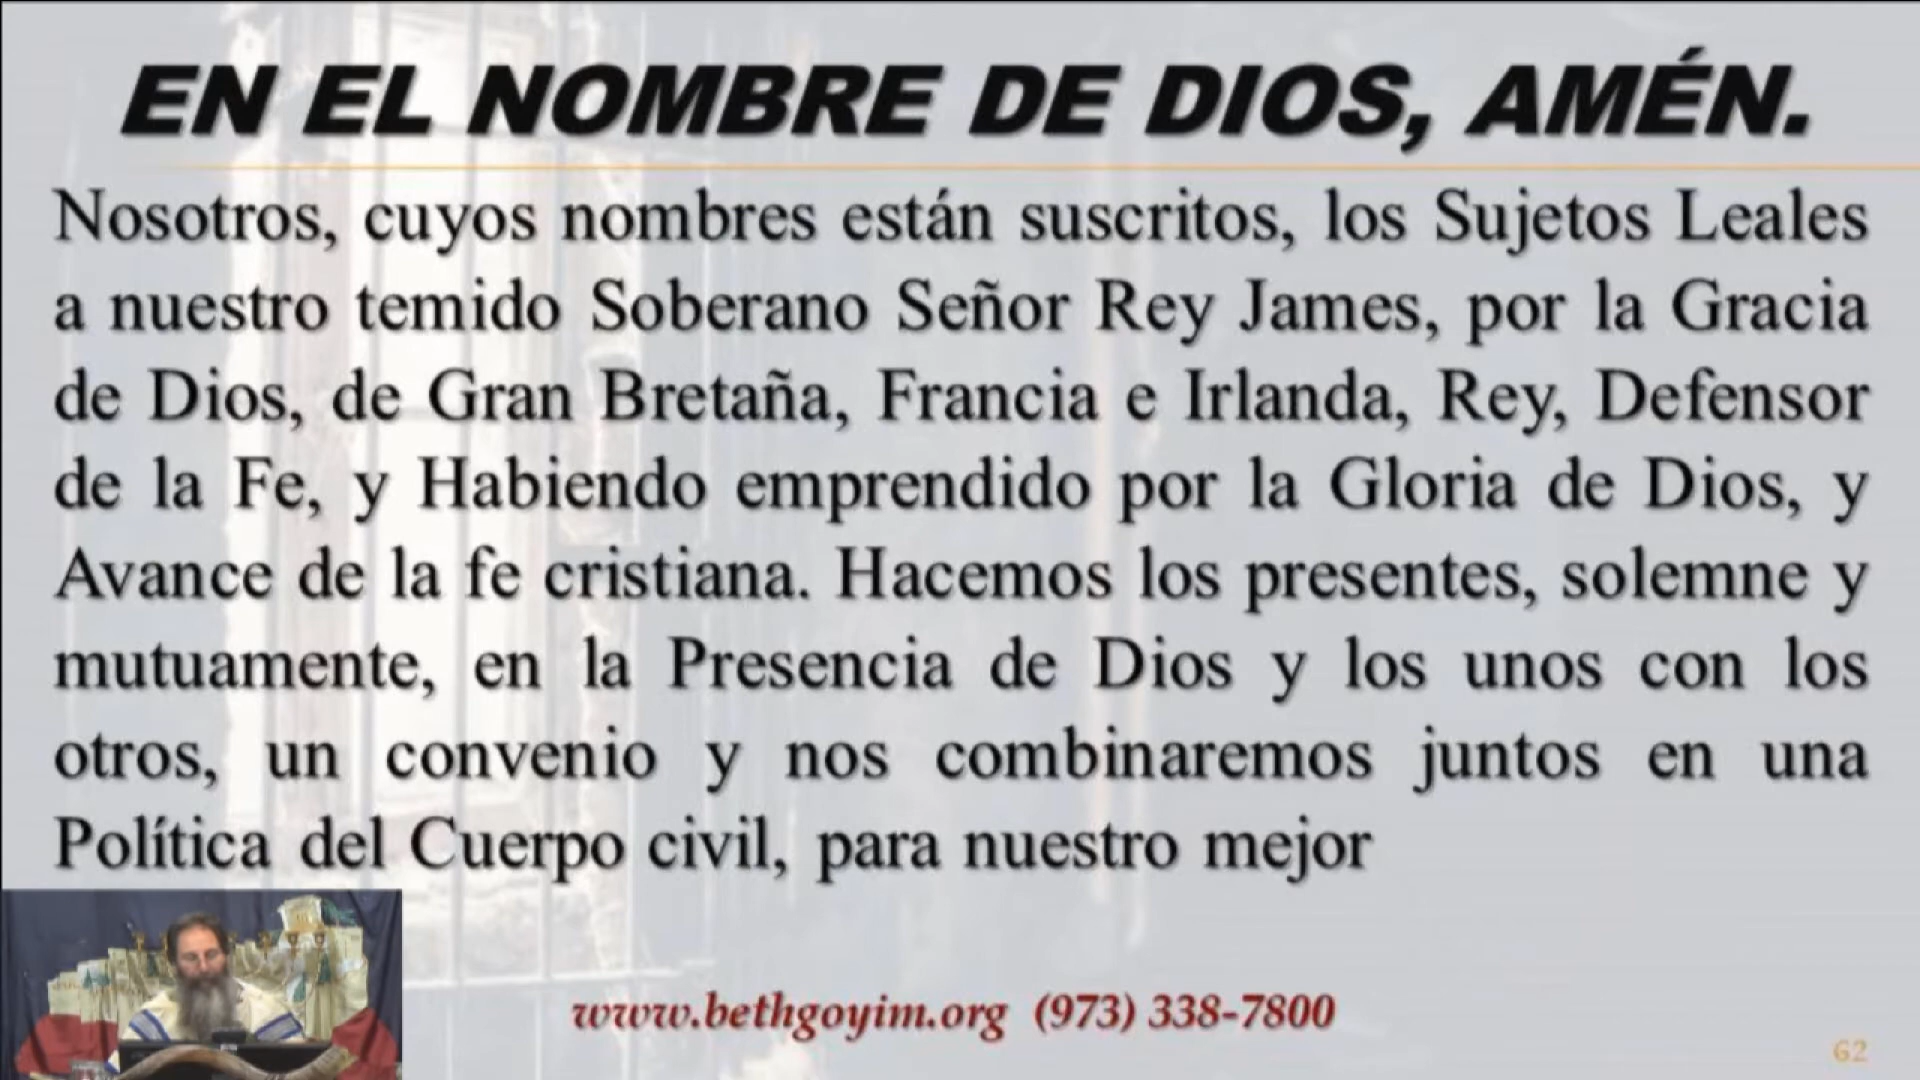 EN EL NOMBRE DE DIOS, AMÉN.
Nosotros, cuyos nombres están suscritos, los Sujetos Leales
a nuestro temido Soberano Señor Rey James, por la Gracia
de Dios, de Gran Bretaña, Francia e Irlanda, Rey, Defensor
de la Fe, y Habiendo emprendido por la Gloria de Dios, y
Avance de la fe cristiana. Hacemos los presentes, solemne y
mutuamente, en la Presencia de Dios y los unos con los
otros, un convenio y nos combinaremos juntos en una
Política del Cuerpo civil, para nuestro mejor
www.bethgoyim.org (973) 338-7800
62